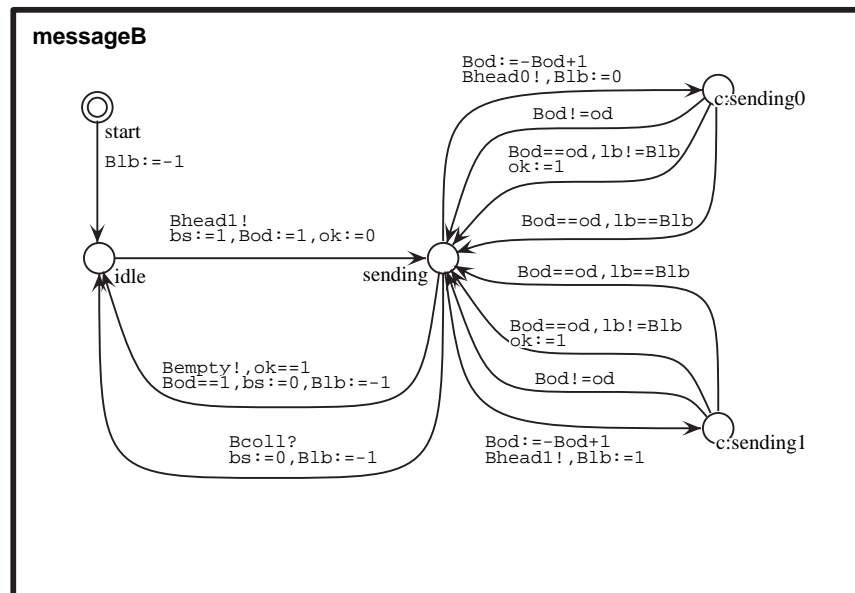 messageB
Bod:=-Bod+1
Bhead0!,Blb:=0
c:sending0
start
Bod!=od
Blb:=-1
Bod==od,lb!=Blb
ok:=1
Bhead1!
bs:=1,Bod:=1,ok:=0
Bod==od,lb==Blb
idle
sending
Bod==od,lb==Blb
Bod==od,lb!=Blb
ok:=1
Bempty!,ok==1
Bod==1,bs:=0,Blb:=-1
Bod!=od
Bcoll?
bs:=0,Blb:=-1
Bod:=-Bod+1
Bhead1!,Blb:=1
c:sending1